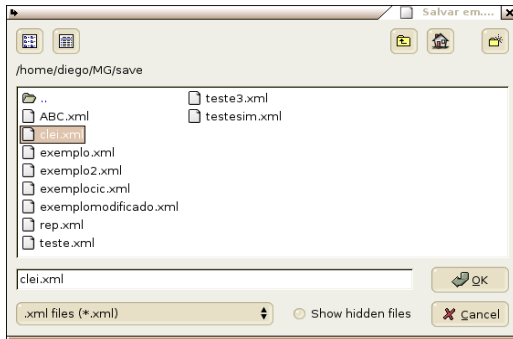 Salvar em....
/home/diego/MG/save
..
ABC.xml
clei.xml
exemplo.xml
exemplo2.xml
exemplocic.xml
exemplomodificado.xml
rep.xml
teste.xml
teste3.xml
testesim.xml
clei.xml
OK
.xml files (*.xml)
Show hidden files
Cancel